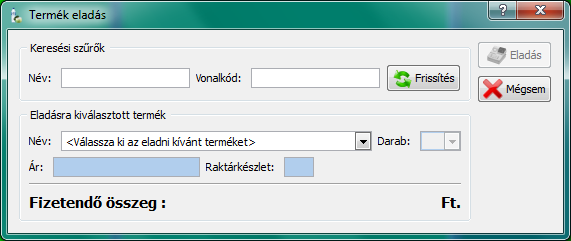 Termék eladás
Keresési szűrők
Név: Vonalkód: Frissítés
Eladás
Mégsem
Eladásra kiválasztott termék
Név: <Válassza ki az eladni kívánt terméket> Darab:
Ár: Raktárkészlet:
Fizetendő összeg : Ft.